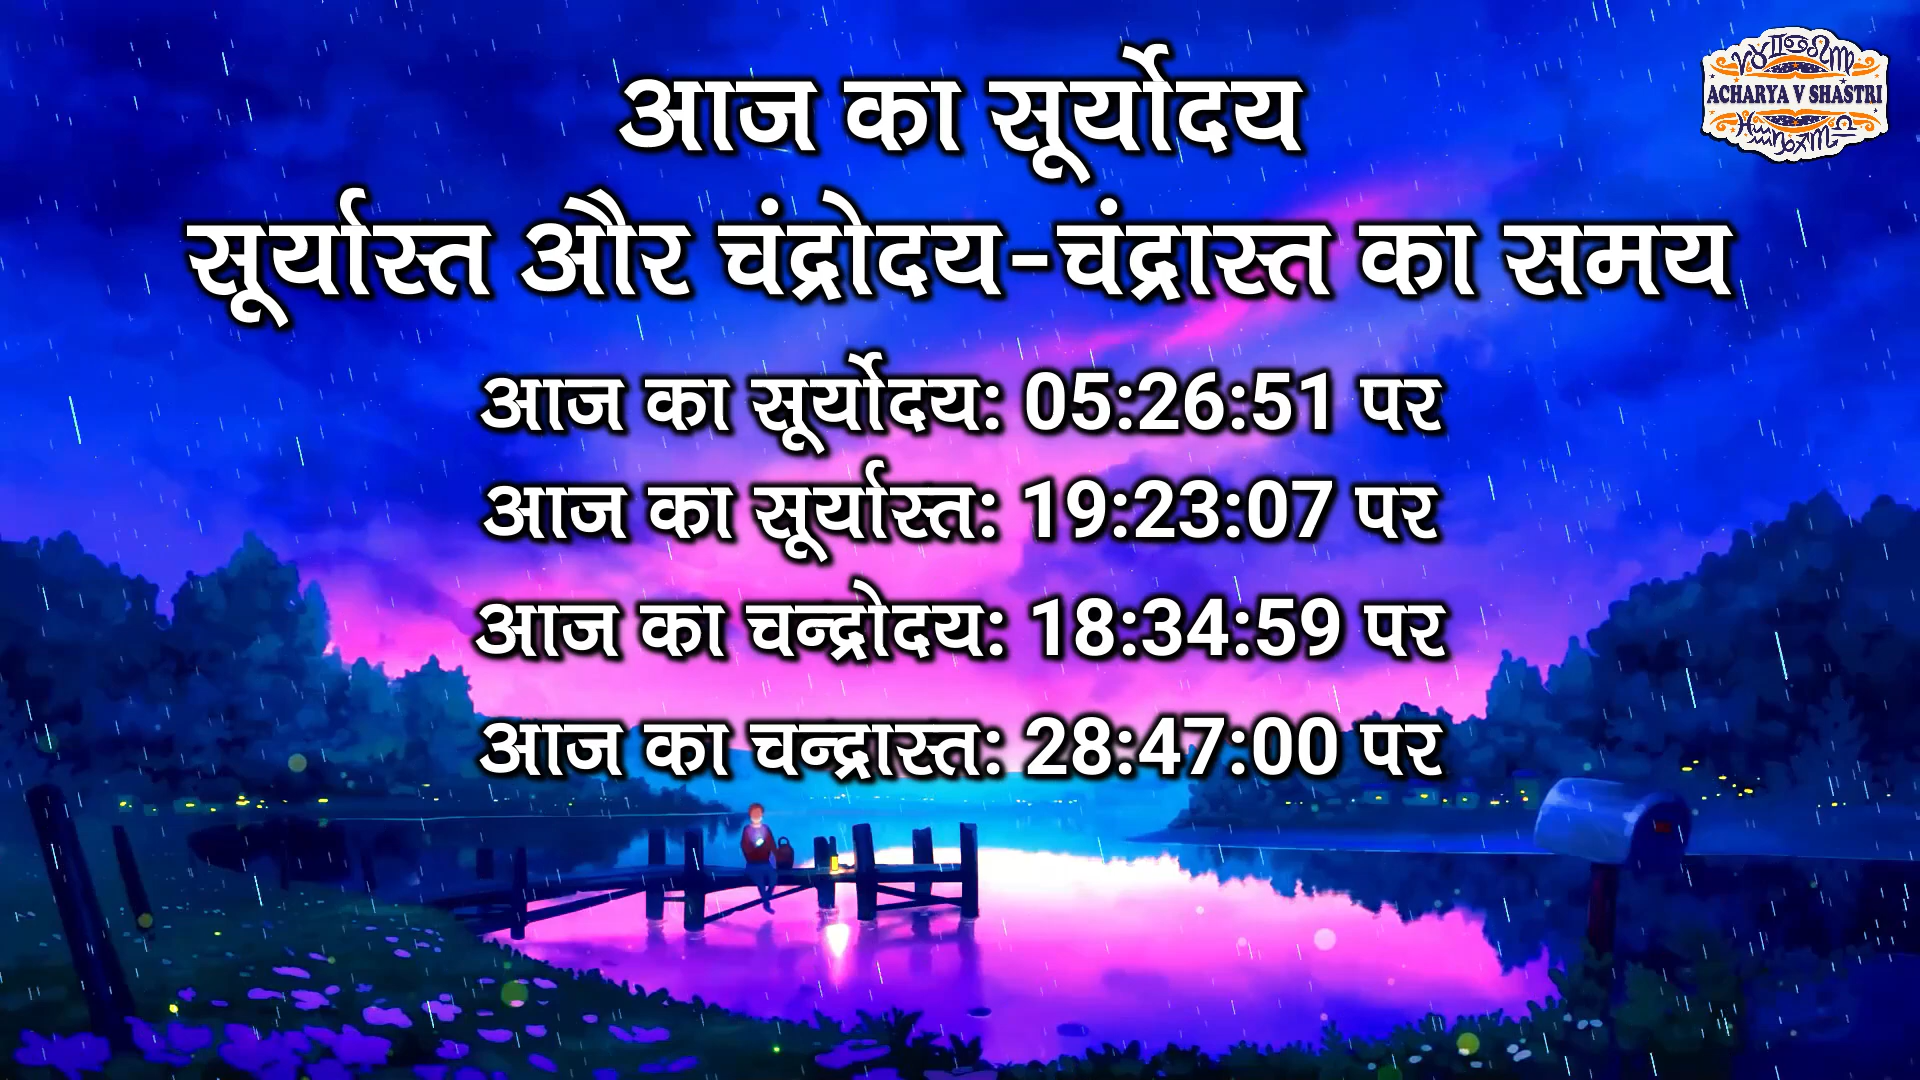 आज का सूर्योदय
ACHARYA V SHASTRI
सूर्यास्त और चंद्रोदय-चंद्रास्त का समय
आज का सूर्योदय: 05:26:51 पर
आज का सूर्यास्त: 19:23:07 पर
आज का चन्द्रोदय: 18:34:59 पर
आज का चन्द्रास्त: 28:47:00 पर